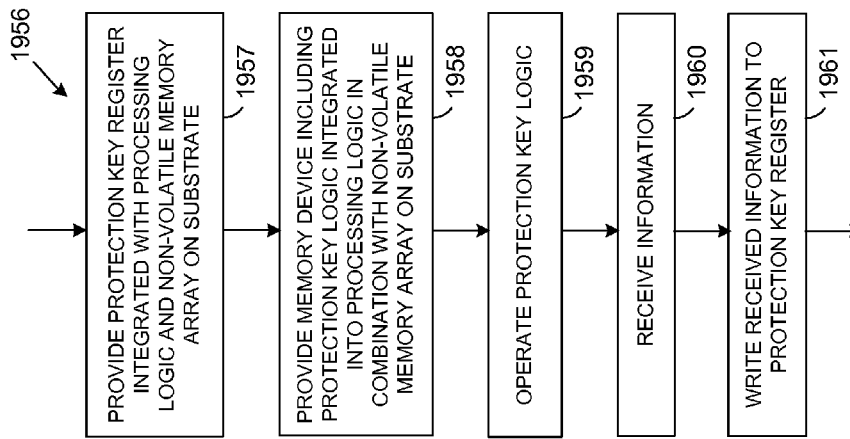 1956
PROVIDE PROTECTION KEY REGISTER
INTEGRATED WITH PROCESSING
LOGIC AND NON-VOLATILE MEMORY
ARRAY ON SUBSTRATE
1957
PROVIDE MEMORY DEVICE INCLUDING
PROTECTION KEY LOGIC INTEGRATED
INTO PROCESSING LOGIC IN
COMBINATION WITH NON-VOLATILE
MEMORY ARRAY ON SUBSTRATE
1958
OPERATE PROTECTION KEY LOGIC
1959
RECEIVE INFORMATION
1960
WRITE RECEIVED INFORMATION TO
PROTECTION KEY REGISTER
1961